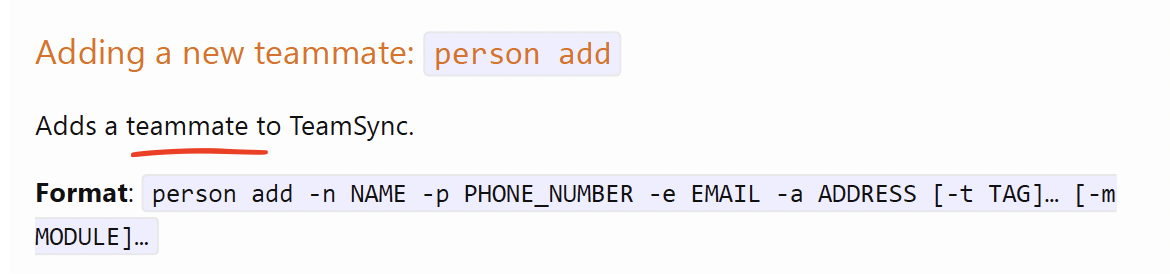 Adding a new teammate: person add
Adds a teammate to TeamSync.
Format: person add -n NAME -p PHONE_NUMBER -e EMAIL -a ADDRESS [-t TAG]… [-m
MODULE]…